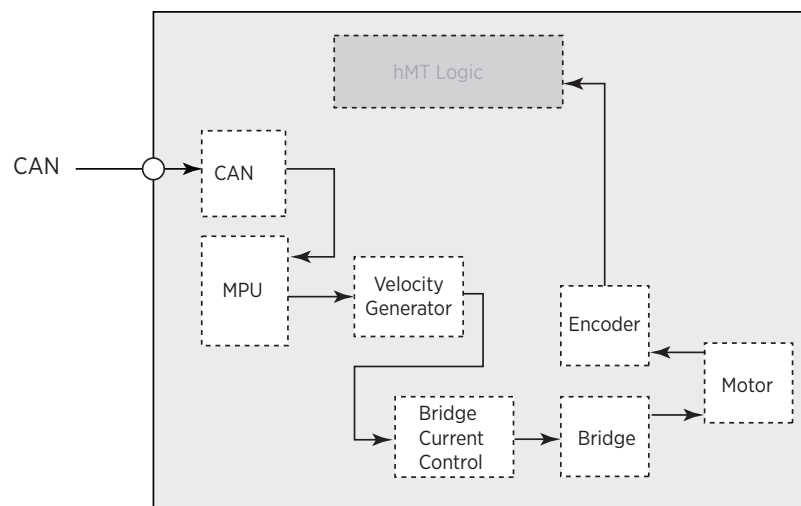 hMT Logic
CAN
CAN
MPU
Velocity
Generator
Encoder
Motor
Bridge
Current
Control
Bridge